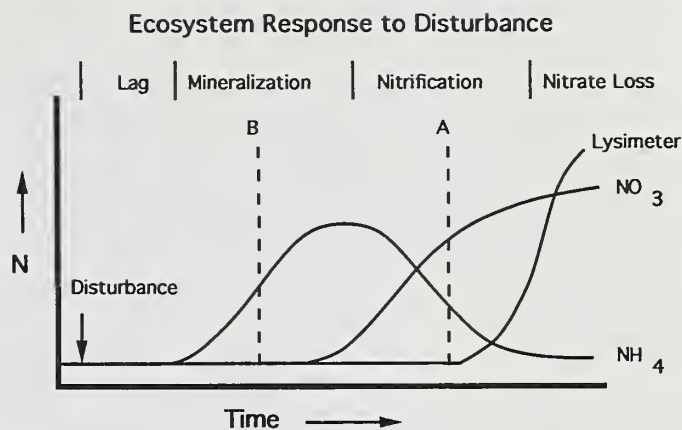 Ecosystem Response to Disturbance
Lag Mineralization Nitrification Nitrate Loss
B A
Lysimeter
NO 3
N
Disturbance
NH 4
Time